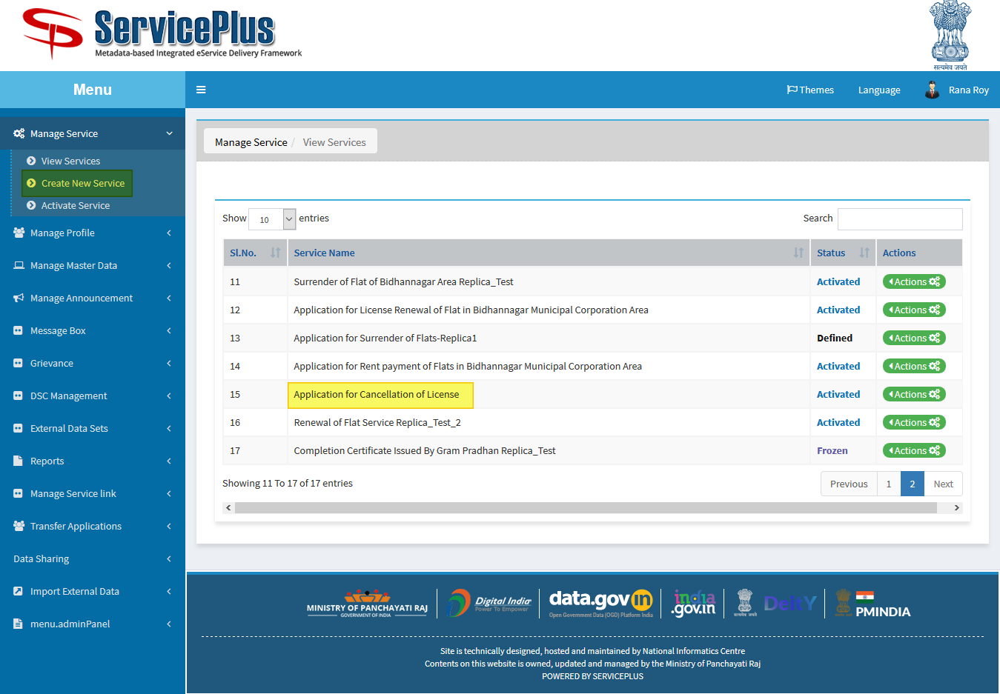 ServicePlus
Metadata-based Integrated eService Delivery Framework
सत्यमेव जयते
Menu
Themes Language Rana Roy
Manage Service
View Services
Create New Service
Activate Service
Manage Profile
Manage Master Data
Manage Announcement
Message Box
Grievance
DSC Management
External Data Sets
Reports
Manage Service link
Transfer Applications
Data Sharing
Import External Data
menu.adminPanel
Manage Service / View Services
Show 10 entries Search
Sl.No. Service Name Status Actions
11 Surrender of Flat of Bidhannagar Area Replica_Test Activated Actions
12 Application for License Renewal of Flat in Bidhannagar Municipal Corporation Area Activated Actions
13 Application for Surrender of Flats-Replica1 Defined Actions
14 Application for Rent payment of Flats in Bidhannagar Municipal Corporation Area Activated Actions
15 Application for Cancellation of License Activated Actions
16 Renewal of Flat Service Replica_Test_2 Activated Actions
17 Completion Certificate Issued By Gram Pradhan Replica_Test Frozen Actions
Showing 11 To 17 of 17 entries Previous 1 2 Next
MINISTRY OF PANCHAYATI RAJ
GOVERNMENT OF INDIA
Digital India
Power To Empower
data.gov in
Open Government Data (OGD) Platform India
india
.gov.in
सत्यमेव जयते
DeitY
PMINDIA
Site is technically designed, hosted and maintained by National Informatics Centre
Contents on this website is owned, updated and managed by the Ministry of Panchayati Raj
POWERED BY SERVICEPLUS